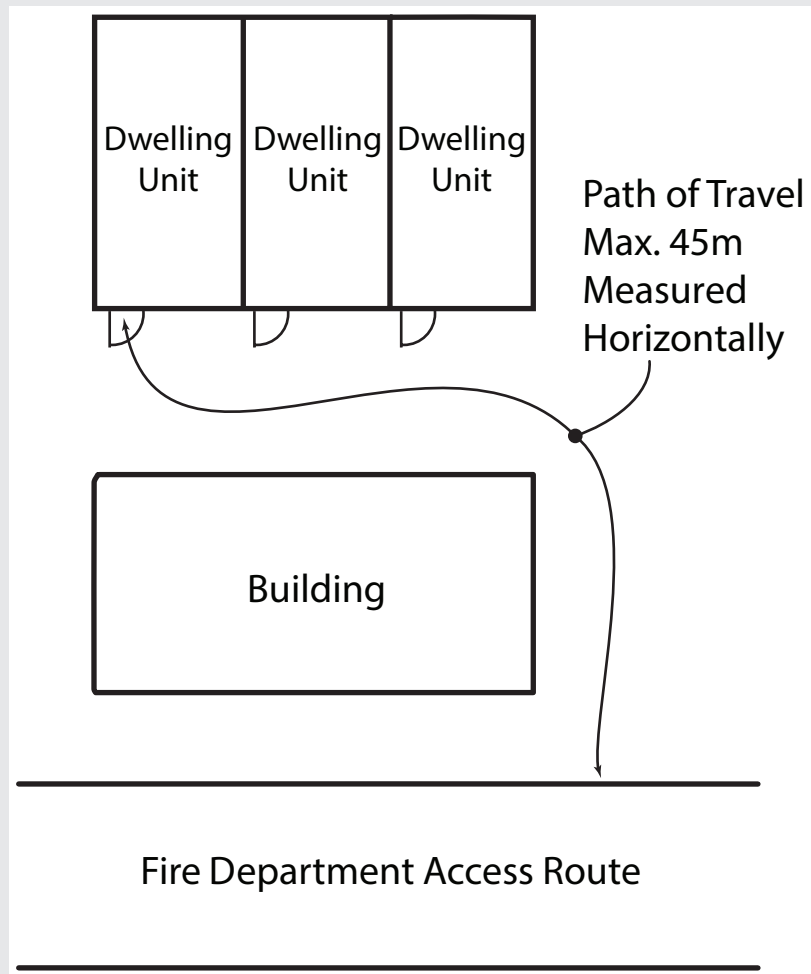 Dwelling
Unit
Dwelling
Unit
Dwelling
Unit
Path of Travel
Max. 45m
Measured
Horizontally
Building
Fire Department Access Route